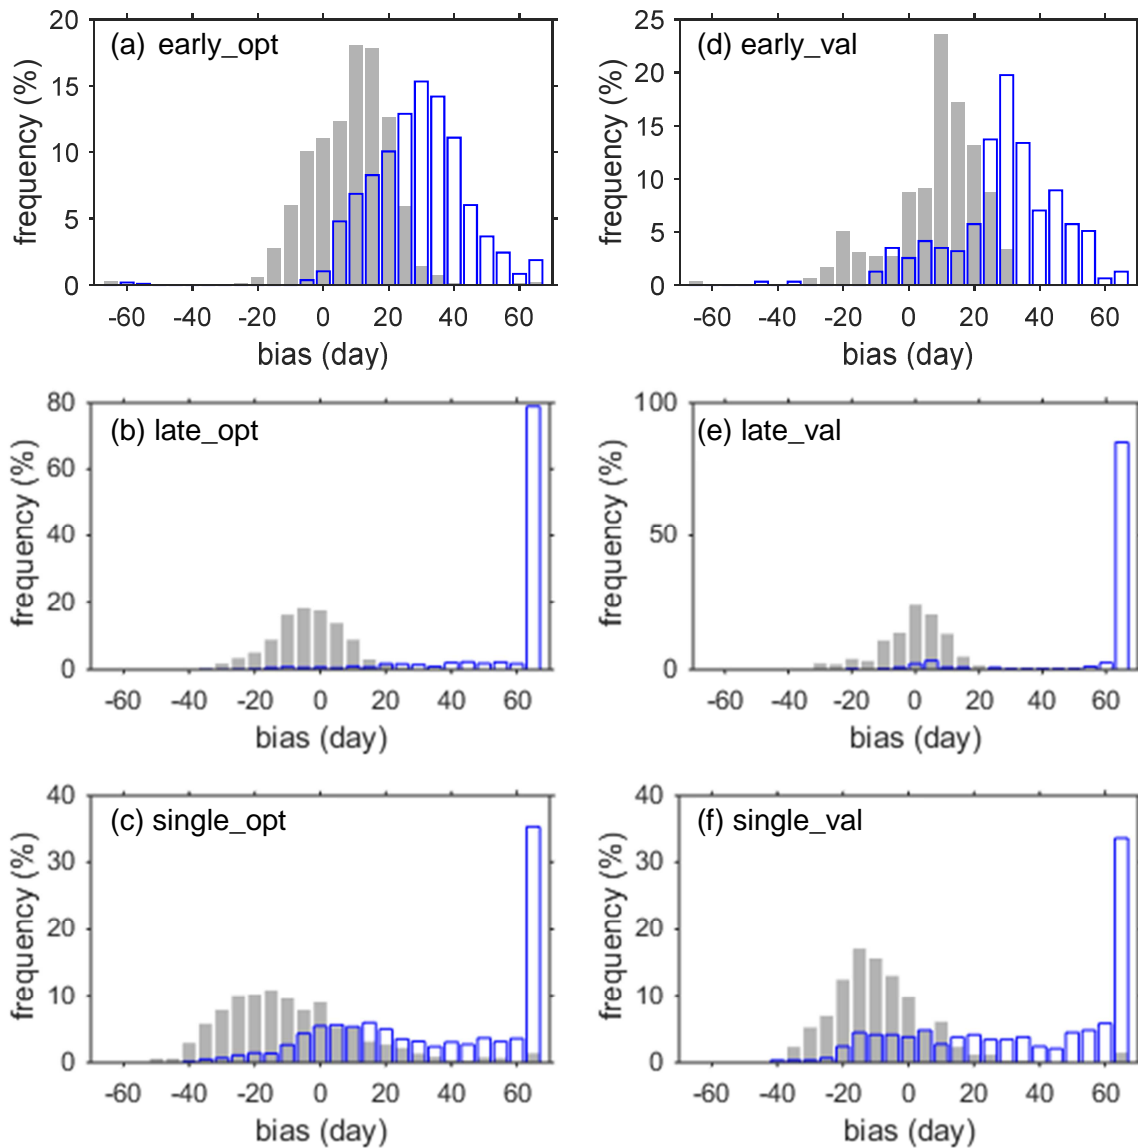 (a) early_opt
20
15
10
5
0
frequency (%)
-60 -40 -20 0 20 40 60
bias (day)
(d) early_val
25
20
15
10
5
0
frequency (%)
-60 -40 -20 0 20 40 60
bias (day)
(b) late_opt
80
60
40
20
0
frequency (%)
-60 -40 -20 0 20 40 60
bias (day)
(e) late_val
100
50
0
frequency (%)
-60 -40 -20 0 20 40 60
bias (day)
(c) single_opt
40
30
20
10
0
frequency (%)
-60 -40 -20 0 20 40 60
bias (day)
(f) single_val
40
30
20
10
0
frequency (%)
-60 -40 -20 0 20 40 60
bias (day)